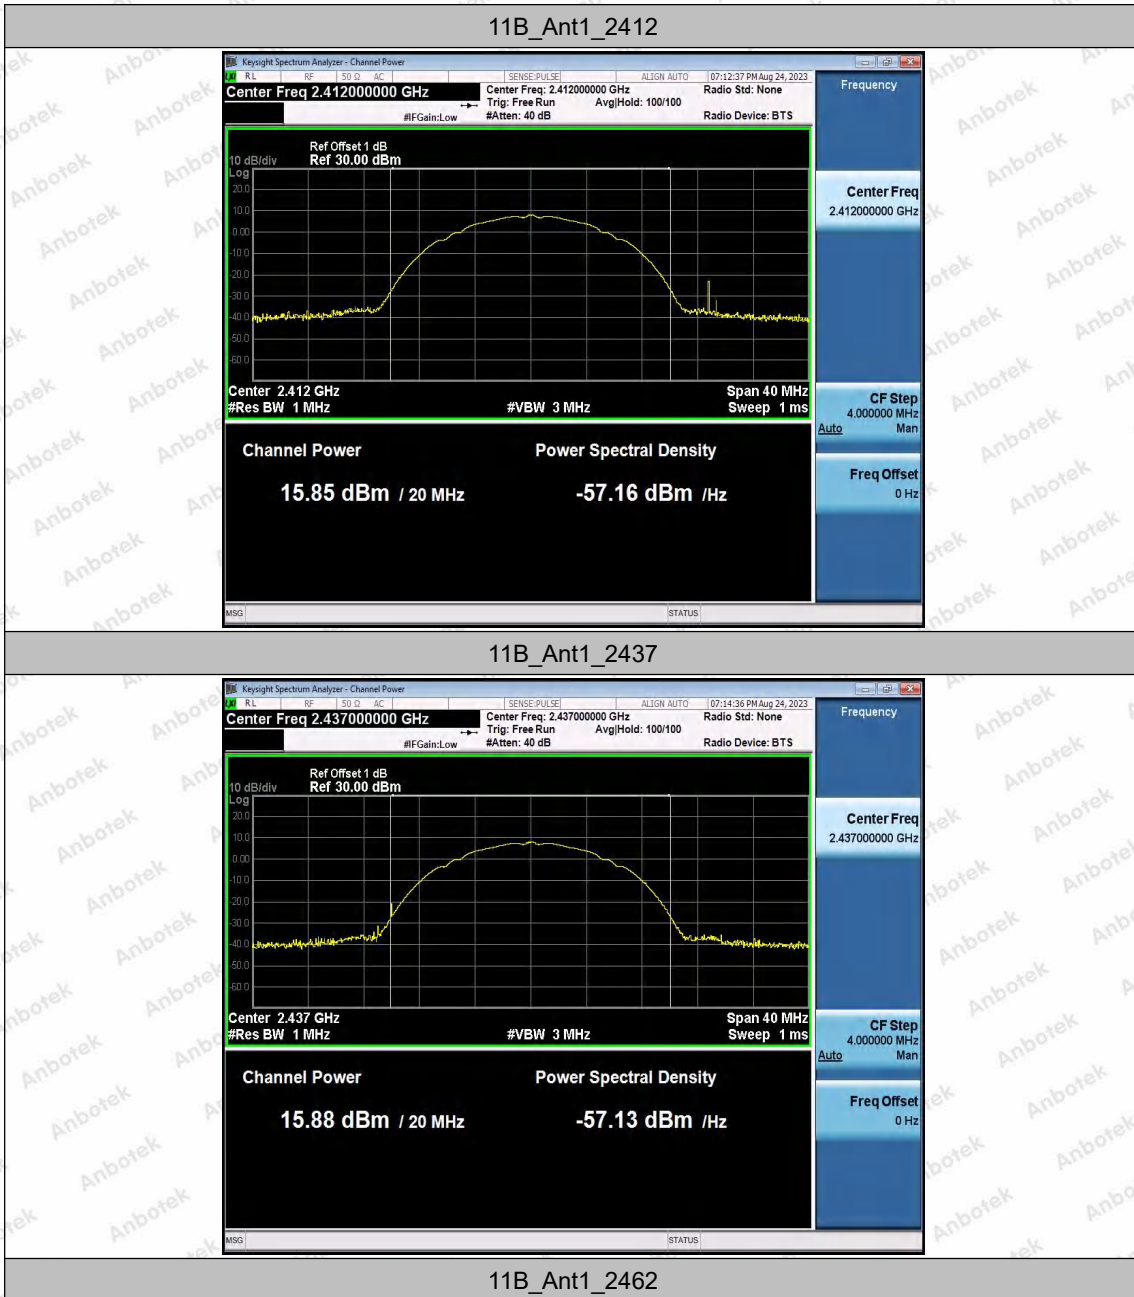 11B_Ant1_2412
Keysight Spectrum Analyzer - Channel Power
LXI RL RF 50 Ω AC SENSE:PULSE ALIGN AUTO 07:12:37 PM Aug 24, 2023
Center Freq 2.412000000 GHz
Center Freq: 2.412000000 GHz Radio Std: None
Trig: Free Run Avg|Hold: 100/100
#IFGain:Low #Atten: 40 dB Radio Device: BTS
Frequency
Ref Offset 1 dB
10 dB/div Ref 30.00 dBm
Log
20.0
10.0
0.00
-10.0
-20.0
-30.0
-40.0
-50.0
-60.0
Center Freq
2.412000000 GHz
Center 2.412 GHz Span 40 MHz
#Res BW 1 MHz #VBW 3 MHz Sweep 1 ms
CF Step
4.000000 MHz
Auto Man
Channel Power Power Spectral Density
15.85 dBm / 20 MHz -57.16 dBm /Hz
Freq Offset
0 Hz
MSG STATUS
11B_Ant1_2437
Keysight Spectrum Analyzer - Channel Power
LXI RL RF 50 Ω AC SENSE:PULSE ALIGN AUTO 07:14:36 PM Aug 24, 2023
Center Freq 2.437000000 GHz
Center Freq: 2.437000000 GHz Radio Std: None
Trig: Free Run Avg|Hold: 100/100
#IFGain:Low #Atten: 40 dB Radio Device: BTS
Frequency
Ref Offset 1 dB
10 dB/div Ref 30.00 dBm
Log
20.0
10.0
0.00
-10.0
-20.0
-30.0
-40.0
-50.0
-60.0
Center Freq
2.437000000 GHz
Center 2.437 GHz Span 40 MHz
#Res BW 1 MHz #VBW 3 MHz Sweep 1 ms
CF Step
4.000000 MHz
Auto Man
Channel Power Power Spectral Density
15.88 dBm / 20 MHz -57.13 dBm /Hz
Freq Offset
0 Hz
MSG STATUS
11B_Ant1_2462